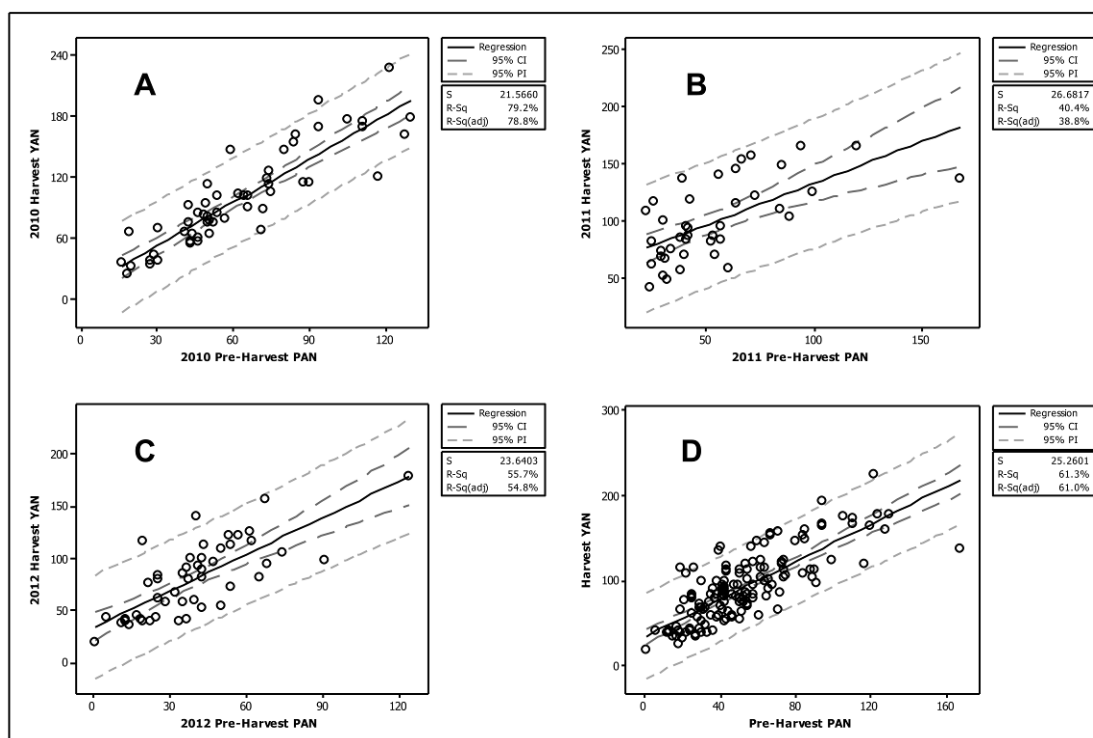 A
2010 Harvest YAN
240
180
120
60
0
0 30 60 90 120
2010 Pre-Harvest PAN
Regression
95% CI
95% PI
S 21.5660
R-Sq 79.2%
R-Sq(adj) 78.8%
B
2011 Harvest YAN
250
200
150
100
50
50 100 150
2011 Pre-Harvest PAN
Regression
95% CI
95% PI
S 26.6817
R-Sq 40.4%
R-Sq(adj) 38.8%
C
2012 Harvest YAN
200
150
100
50
0
0 30 60 90 120
2012 Pre-Harvest PAN
Regression
95% CI
95% PI
S 23.6403
R-Sq 55.7%
R-Sq(adj) 54.8%
D
Harvest YAN
300
200
100
0
0 40 80 120 160
Pre-Harvest PAN
Regression
95% CI
95% PI
S 25.2601
R-Sq 61.3%
R-Sq(adj) 61.0%